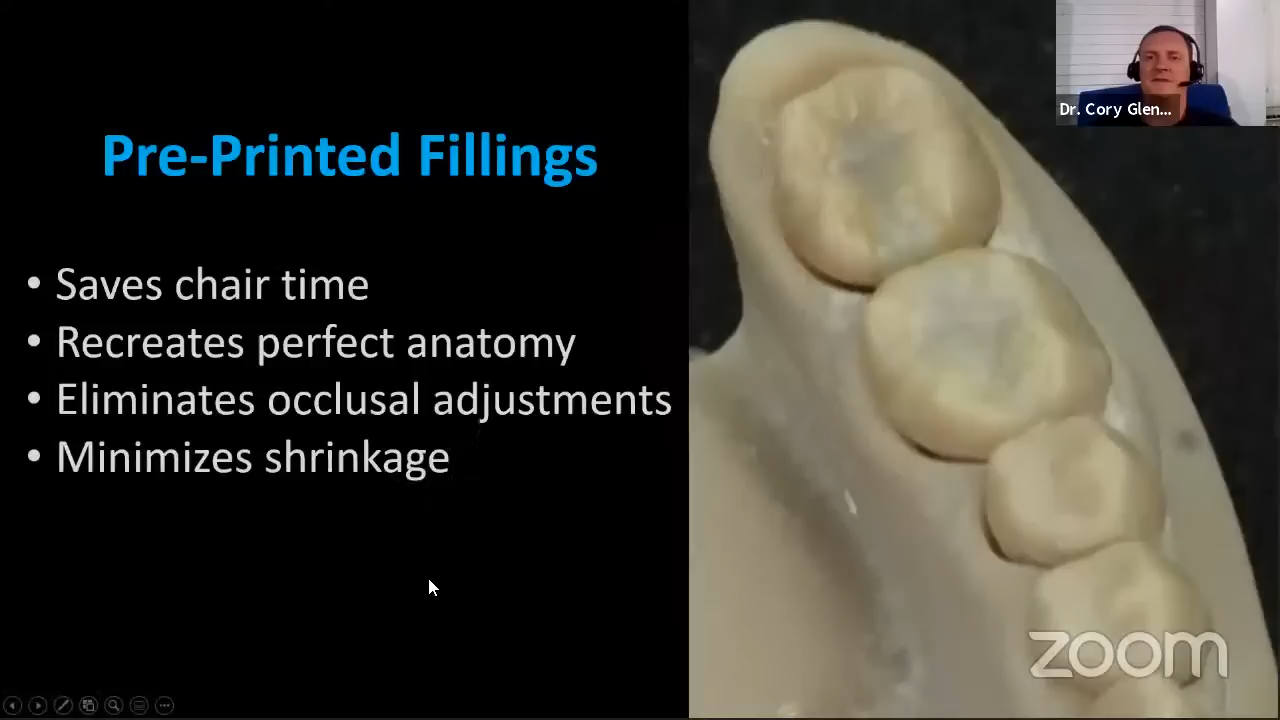 Pre-Printed Fillings
• Saves chair time
• Recreates perfect anatomy
• Eliminates occlusal adjustments
• Minimizes shrinkage
Dr. Cory Glen...
zoom